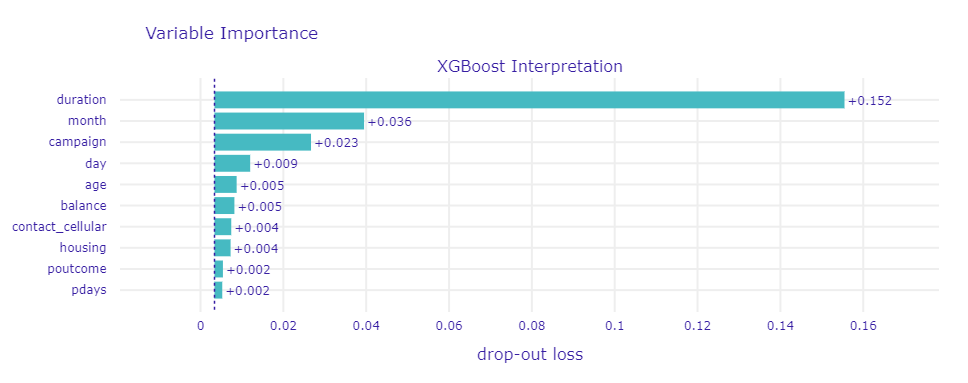 Variable Importance
XGBoost Interpretation
duration +0.152
month +0.036
campaign +0.023
day +0.009
age +0.005
balance +0.005
contact_cellular +0.004
housing +0.004
poutcome +0.002
pdays +0.002
0 0.02 0.04 0.06 0.08 0.1 0.12 0.14 0.16
drop-out loss